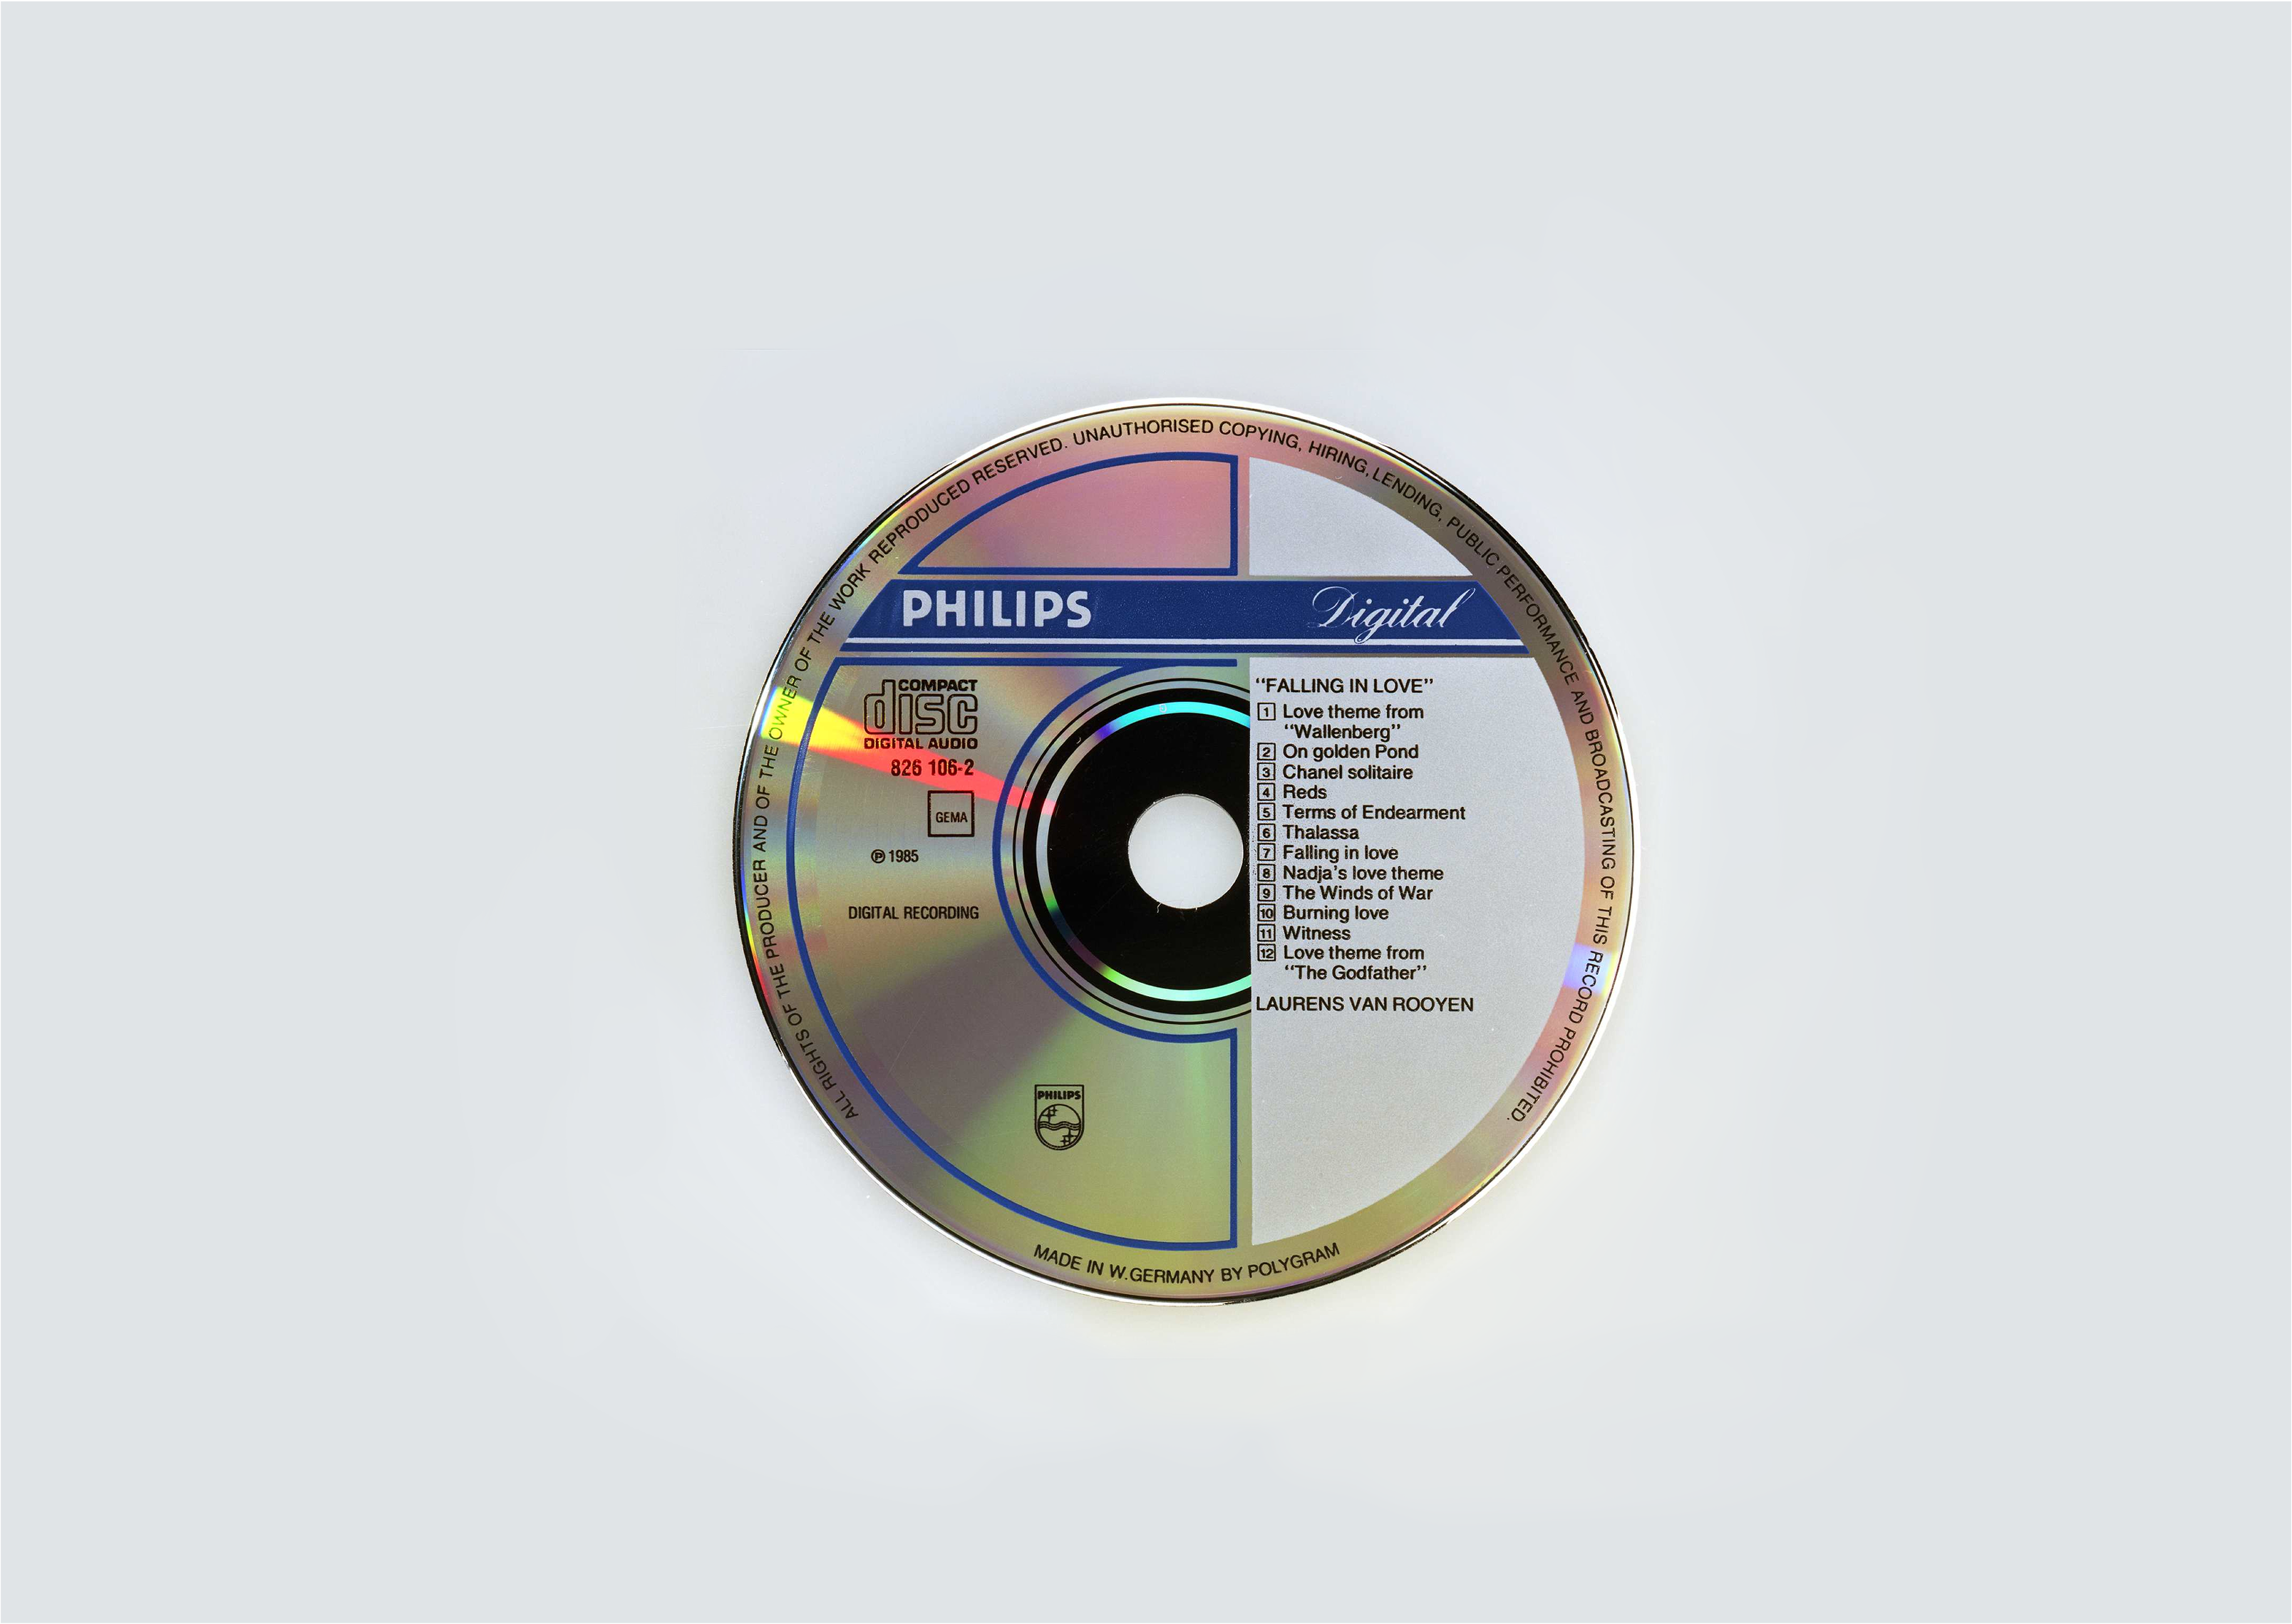 ALL RIGHTS OF THE PRODUCER AND OF THE OWNER OF THE WORK REPRODUCED RESERVED. UNAUTHORISED COPYING, HIRING, LENDING, PUBLIC PERFORMANCE AND BROADCASTING OF THIS RECORD PROHIBITED.
PHILIPS
Digital
COMPACT
disc
DIGITAL AUDIO
826 106-2
GEMA
℗ 1985
DIGITAL RECORDING
PHILIPS
"FALLING IN LOVE"
1 Love theme from
"Wallenberg"
2 On golden Pond
3 Chanel solitaire
4 Reds
5 Terms of Endearment
6 Thalassa
7 Falling in love
8 Nadja's love theme
9 The Winds of War
10 Burning love
11 Witness
12 Love theme from
"The Godfather"
LAURENS VAN ROOYEN
MADE IN W.GERMANY BY POLYGRAM